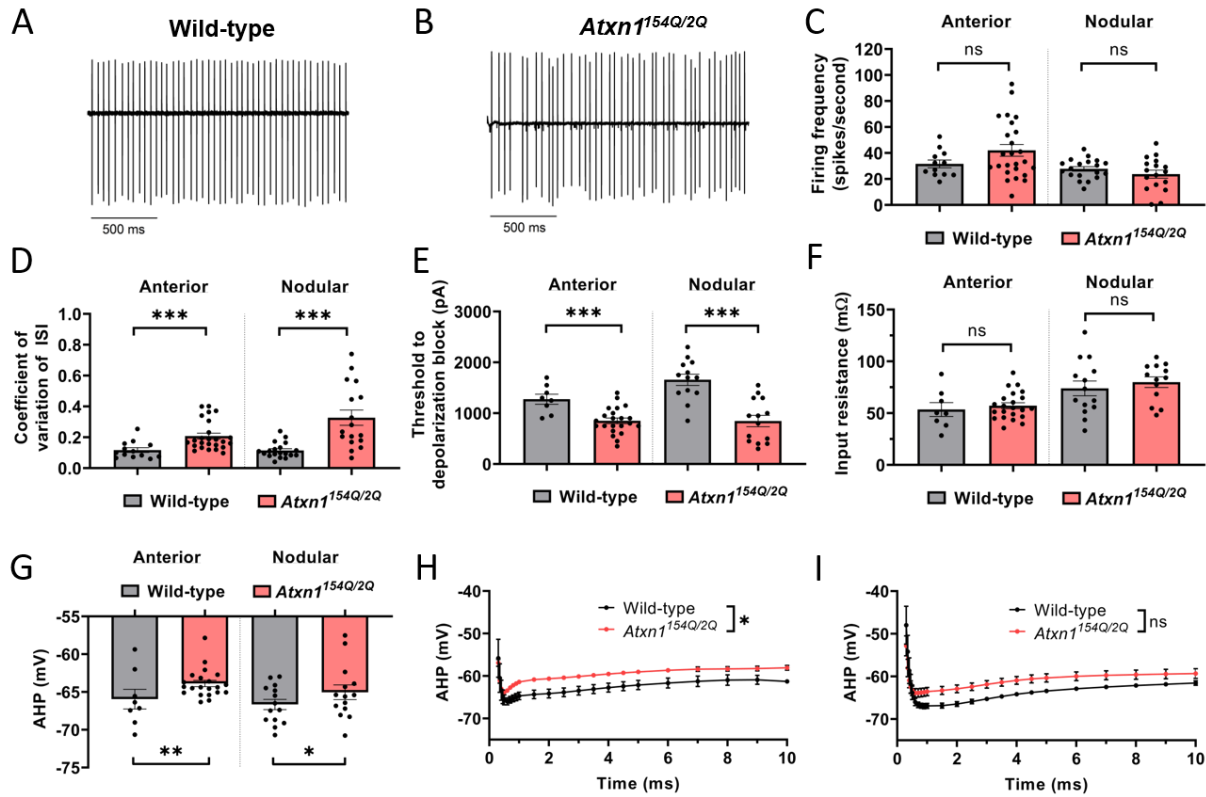 A
Wild-type
500 ms
B
Atxn1154Q/2Q
500 ms
C
Anterior
Nodular
ns
ns
Firing frequency
(spikes/second)
120
100
80
60
40
20
0
Wild-type
Atxn1154Q/2Q
D
Anterior
Nodular
***
***
Coefficient of
variation of ISI
1.0
0.8
0.6
0.4
0.2
0.0
Wild-type
Atxn1154Q/2Q
E
Anterior
Nodular
***
***
Threshold to
depolarization block (pA)
3000
2000
1000
0
Wild-type
Atxn1154Q/2Q
F
Anterior
Nodular
ns
ns
Input resistance (mΩ)
150
100
50
0
Wild-type
Atxn1154Q/2Q
G
Anterior
Nodular
Wild-type
Atxn1154Q/2Q
AHP (mV)
-55
-60
-65
-70
-75
**
*
H
AHP (mV)
-40
-50
-60
-70
Wild-type
Atxn1154Q/2Q
*
0
2
4
6
8
10
Time (ms)
I
AHP (mV)
-40
-50
-60
-70
Wild-type
Atxn1154Q/2Q
ns
0
2
4
6
8
10
Time (ms)